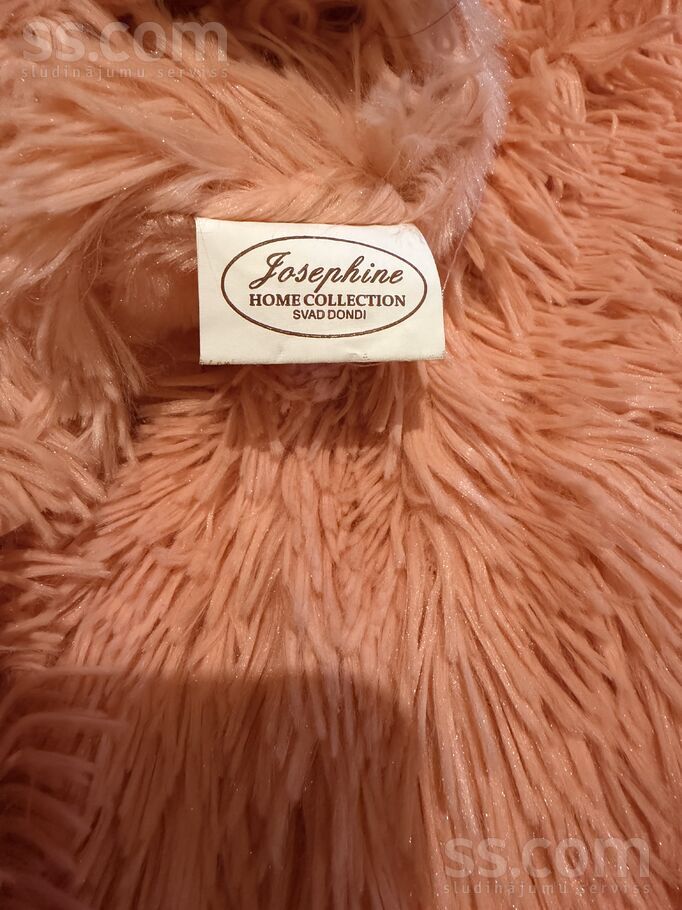 ss.com
sludinājumu serviss
Josephine
HOME COLLECTION
SVAD DONDI
ss.com
sludinājumu serviss